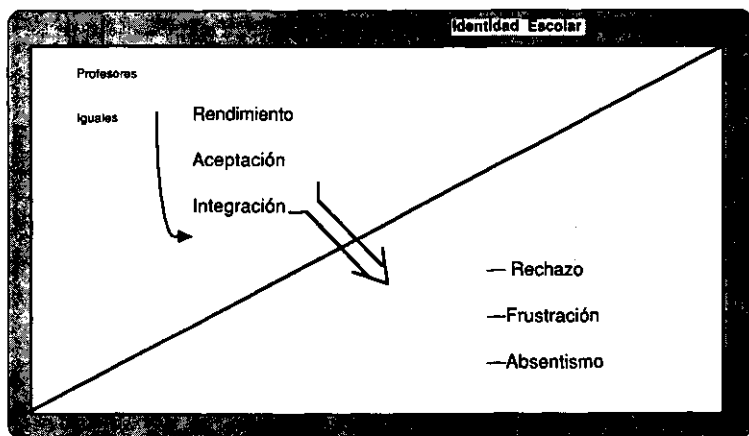 Identidad Escolar
Profesores
Iguales
Rendimiento
Aceptación
Integración
— Rechazo
—Frustración
—Absentismo